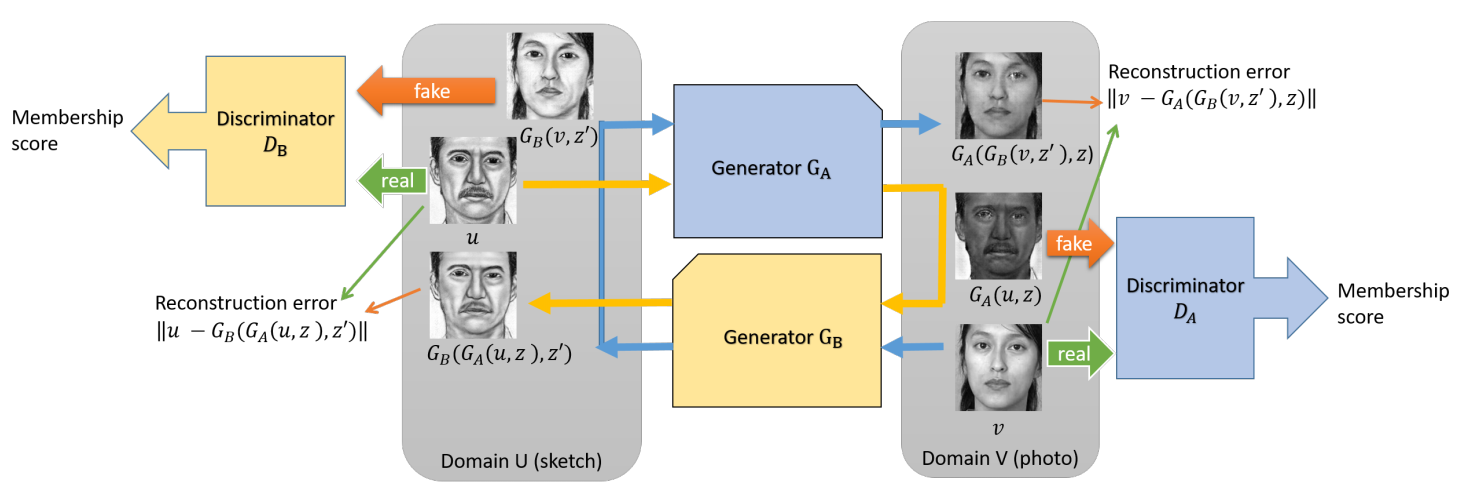 Membership
score
Discriminator
D_B
fake
real
G_B(v, z′)
u
Reconstruction error
‖u − G_B(G_A(u, z ), z′)‖
G_B(G_A(u, z ), z′)
Domain U (sketch)
Generator G_A
Generator G_B
G_A(G_B(v, z′), z)
G_A(u, z)
v
Domain V (photo)
Reconstruction error
‖v − G_A(G_B(v, z′ ), z)‖
fake
real
Discriminator
D_A
Membership
score